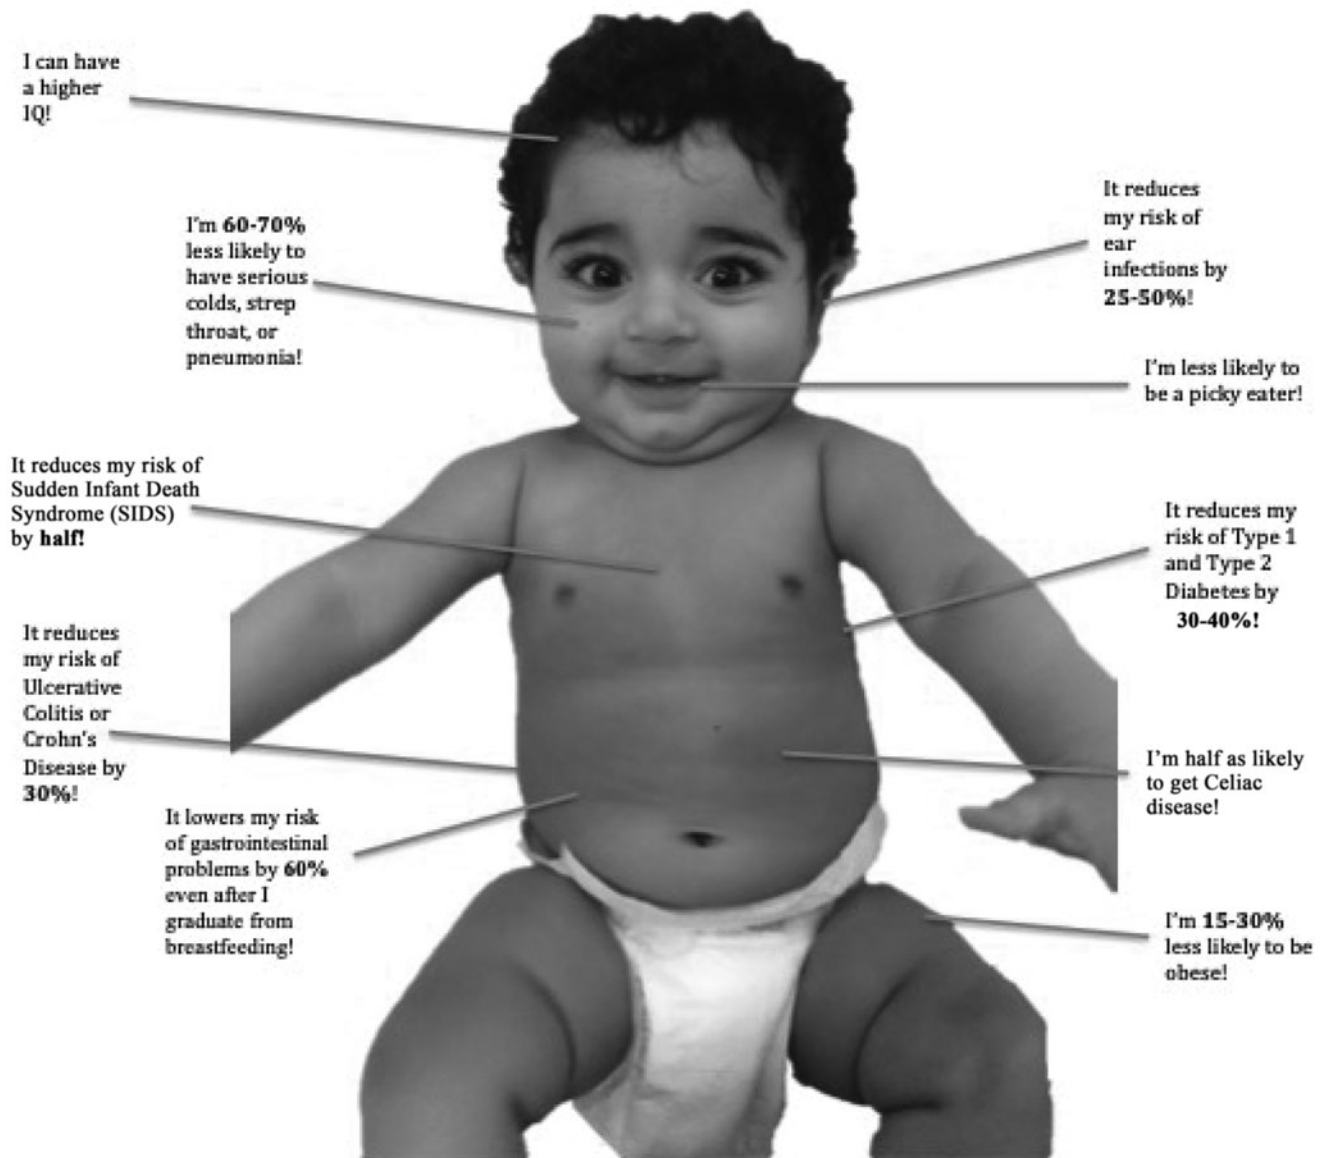 I can have
a higher
IQ!
I'm 60-70%
less likely to
have serious
colds, strep
throat, or
pneumonia!
It reduces
my risk of
ear
infections by
25-50%!
I'm less likely to
be a picky eater!
It reduces my risk of
Sudden Infant Death
Syndrome (SIDS)
by half!
It reduces my
risk of Type 1
and Type 2
Diabetes by
30-40%!
It reduces
my risk of
Ulcerative
Colitis or
Crohn's
Disease by
30%!
I'm half as likely
to get Celiac
disease!
It lowers my risk
of gastrointestinal
problems by 60%
even after I
graduate from
breastfeeding!
I'm 15-30%
less likely to be
obese!